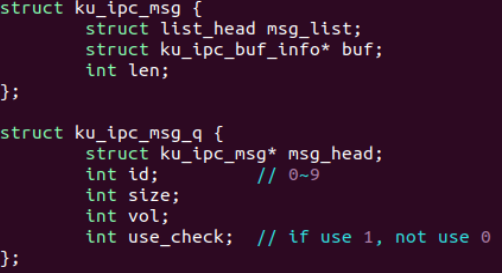 struct ku_ipc_msg {
        struct list_head msg_list;
        struct ku_ipc_buf_info* buf;
        int len;
};

struct ku_ipc_msg_q {
        struct ku_ipc_msg* msg_head;
        int id;         // 0~9
        int size;
        int vol;
        int use_check;  // if use 1, not use 0
};